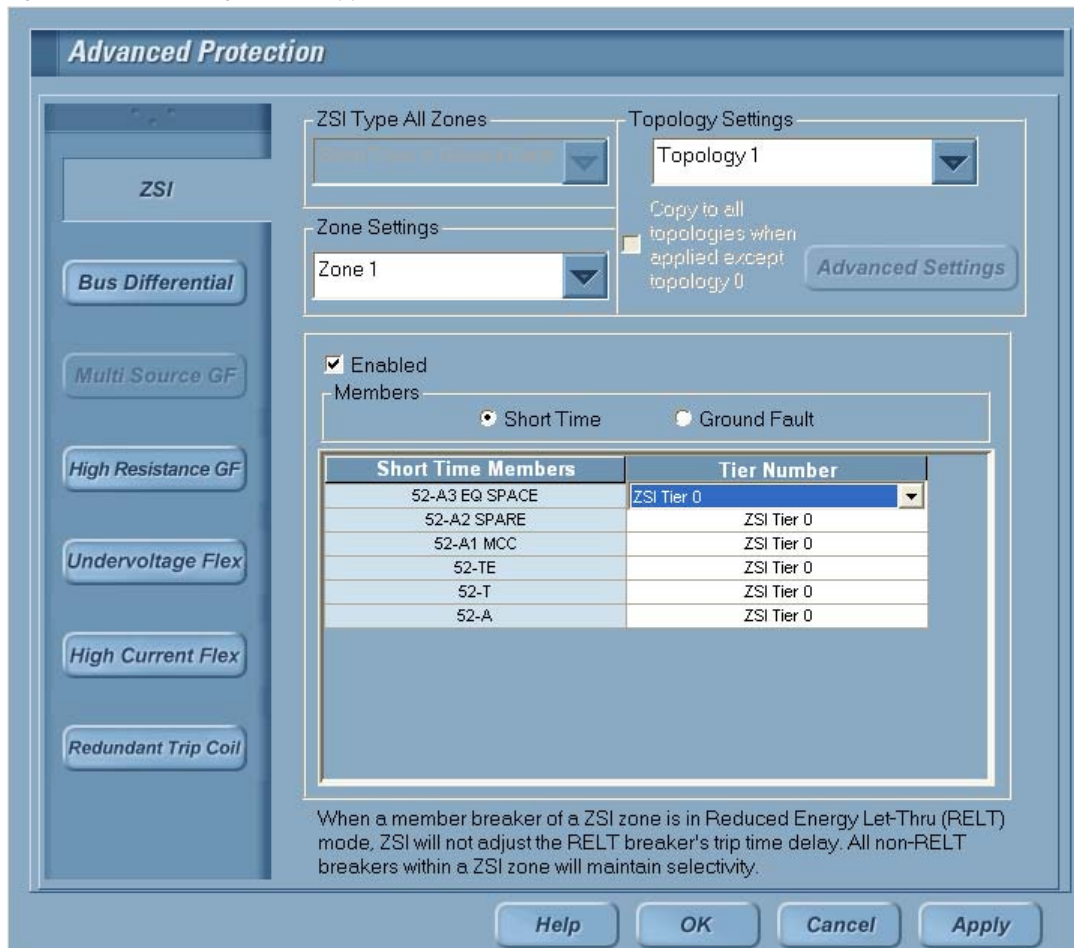 Advanced Protection
ZSI
Bus Differential
Multi Source GF
High Resistance GF
Undervoltage Flex
High Current Flex
Redundant Trip Coil
ZSI Type All Zones
Zone Settings
Zone 1
Topology Settings
Topology 1
Copy to all
topologies when
applied except
topology 0
Advanced Settings
Enabled
Members
Short Time
Ground Fault
Short Time Members Tier Number
52-A3 EQ SPACE ZSI Tier 0
52-A2 SPARE ZSI Tier 0
52-A1 MCC ZSI Tier 0
52-TE ZSI Tier 0
52-T ZSI Tier 0
52-A ZSI Tier 0
When a member breaker of a ZSI zone is in Reduced Energy Let-Thru (RELT)
mode, ZSI will not adjust the RELT breaker's trip time delay. All non-RELT
breakers within a ZSI zone will maintain selectivity.
Help
OK
Cancel
Apply